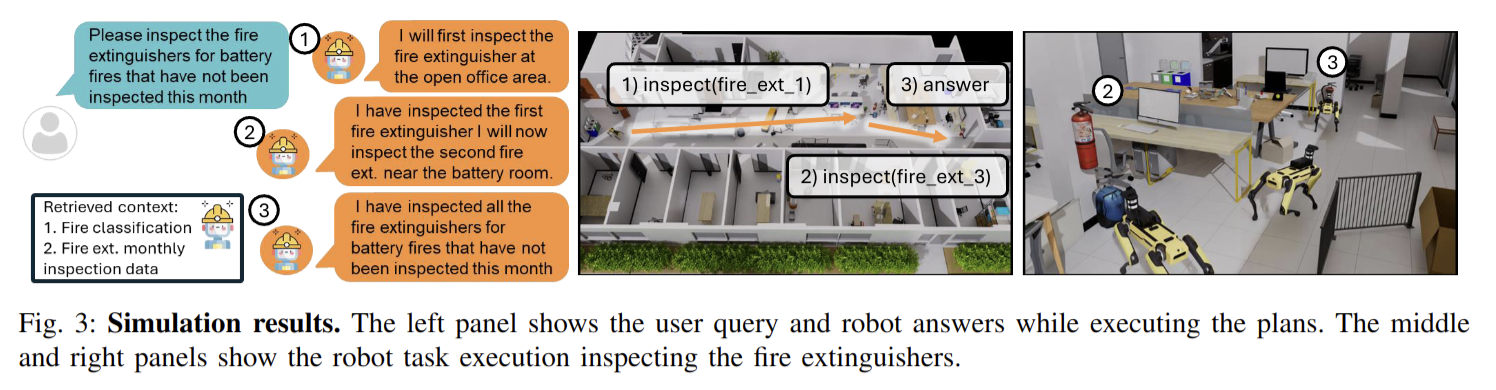 Please inspect the fire
extinguishers for battery
fires that have not been
inspected this month
1
I will first inspect the
fire extinguisher at
the open office area.
2
I have inspected the first
fire extinguisher I will now
inspect the second fire
ext. near the battery room.
Retrieved context:
1. Fire classification
2. Fire ext. monthly
inspection data
3
I have inspected all the
fire extinguishers for
battery fires that have not
been inspected this month
1) inspect(fire_ext_1)
3) answer
2) inspect(fire_ext_3)
2
3
Fig. 3: Simulation results. The left panel shows the user query and robot answers while executing the plans. The middle
and right panels show the robot task execution inspecting the fire extinguishers.